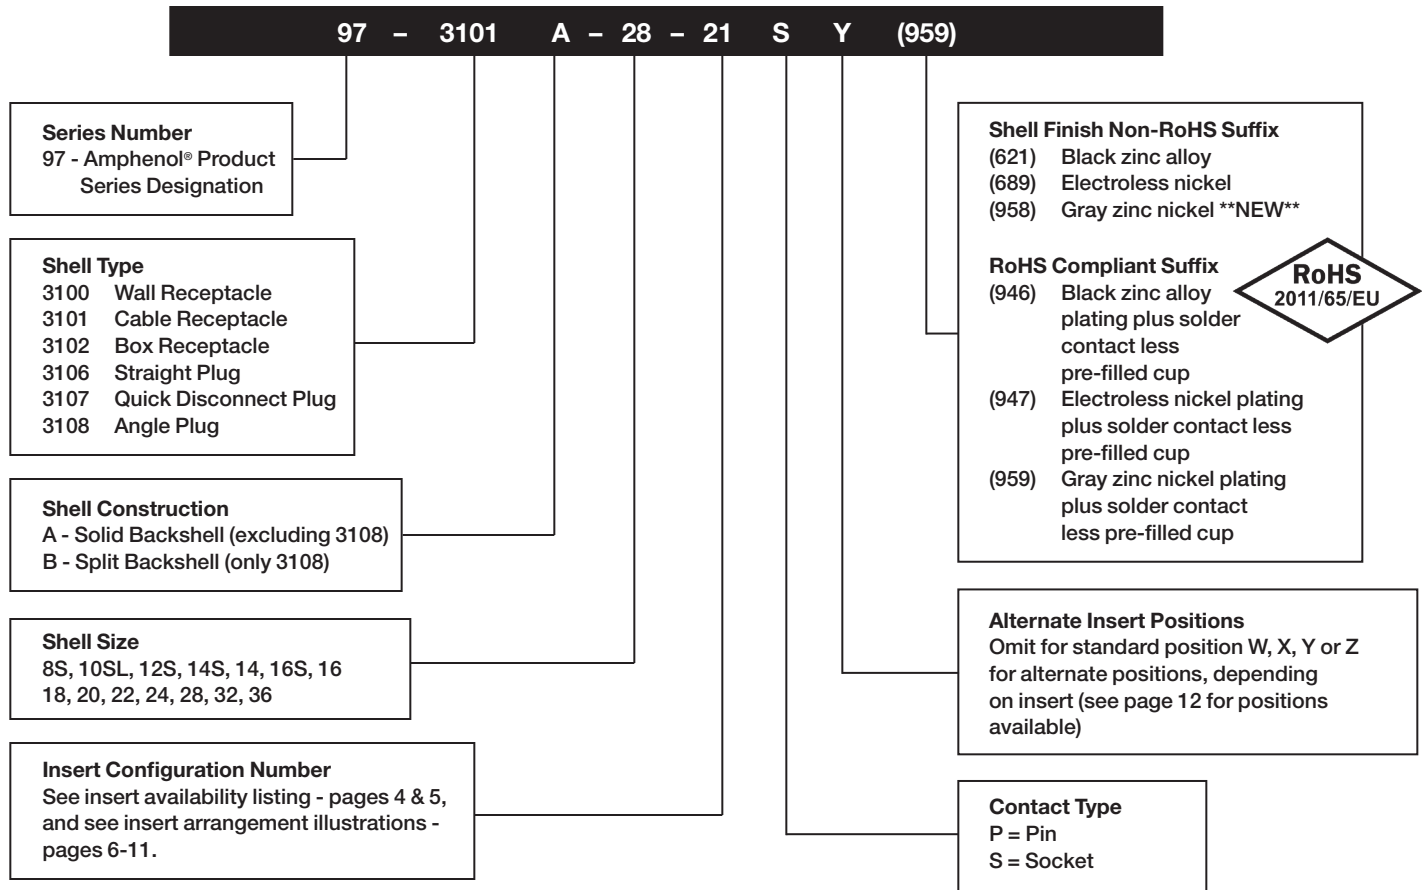 97 – 3101 A – 28 – 21 S Y (959)
Series Number
97 - Amphenol® Product
Series Designation
Shell Type
3100 Wall Receptacle
3101 Cable Receptacle
3102 Box Receptacle
3106 Straight Plug
3107 Quick Disconnect Plug
3108 Angle Plug
Shell Construction
A - Solid Backshell (excluding 3108)
B - Split Backshell (only 3108)
Shell Size
8S, 10SL, 12S, 14S, 14, 16S, 16
18, 20, 22, 24, 28, 32, 36
Insert Configuration Number
See insert availability listing - pages 4 & 5,
and see insert arrangement illustrations -
pages 6-11.
Shell Finish Non-RoHS Suffix
(621) Black zinc alloy
(689) Electroless nickel
(958) Gray zinc nickel **NEW**
RoHS Compliant Suffix
(946) Black zinc alloy
plating plus solder
contact less
pre-filled cup
(947) Electroless nickel plating
plus solder contact less
pre-filled cup
(959) Gray zinc nickel plating
plus solder contact
less pre-filled cup
RoHS
2011/65/EU
Alternate Insert Positions
Omit for standard position W, X, Y or Z
for alternate positions, depending
on insert (see page 12 for positions
available)
Contact Type
P = Pin
S = Socket